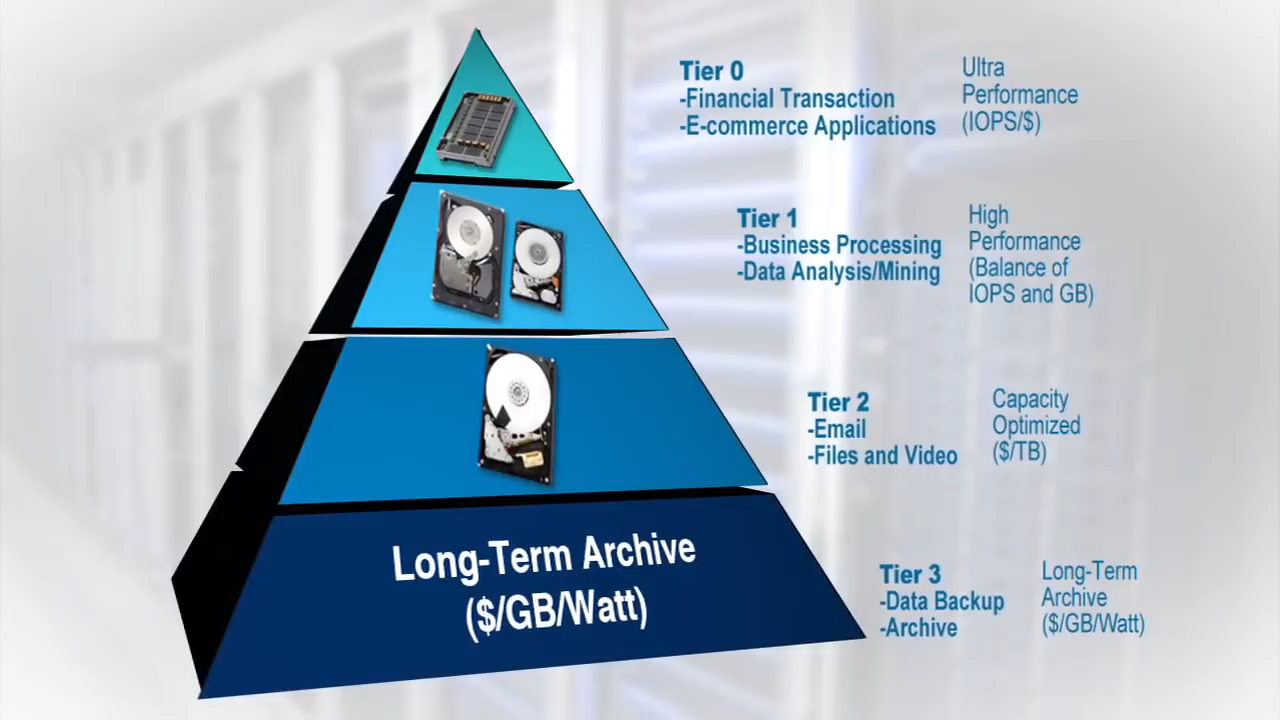 Tier 0
-Financial Transaction
-E-commerce Applications
Ultra
Performance
(IOPS/$)
Tier 1
-Business Processing
-Data Analysis/Mining
High
Performance
(Balance of
IOPS and GB)
Tier 2
-Email
-Files and Video
Capacity
Optimized
($/TB)
Long-Term Archive
($/GB/Watt)
Tier 3
-Data Backup
-Archive
Long-Term
Archive
($/GB/Watt)